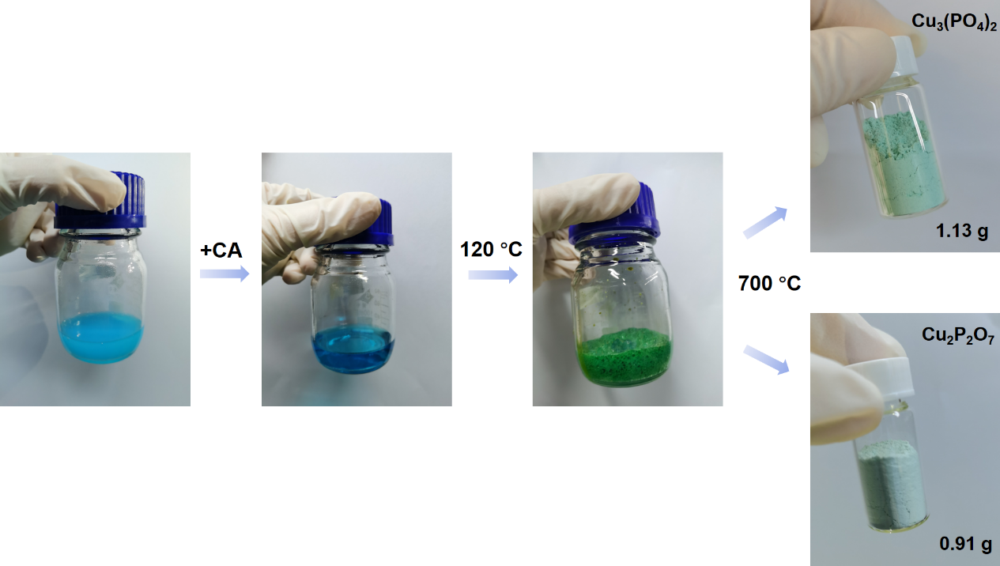 +CA
120 °C
700 °C
Cu₃(PO₄)₂
1.13 g
Cu₂P₂O₇
0.91 g